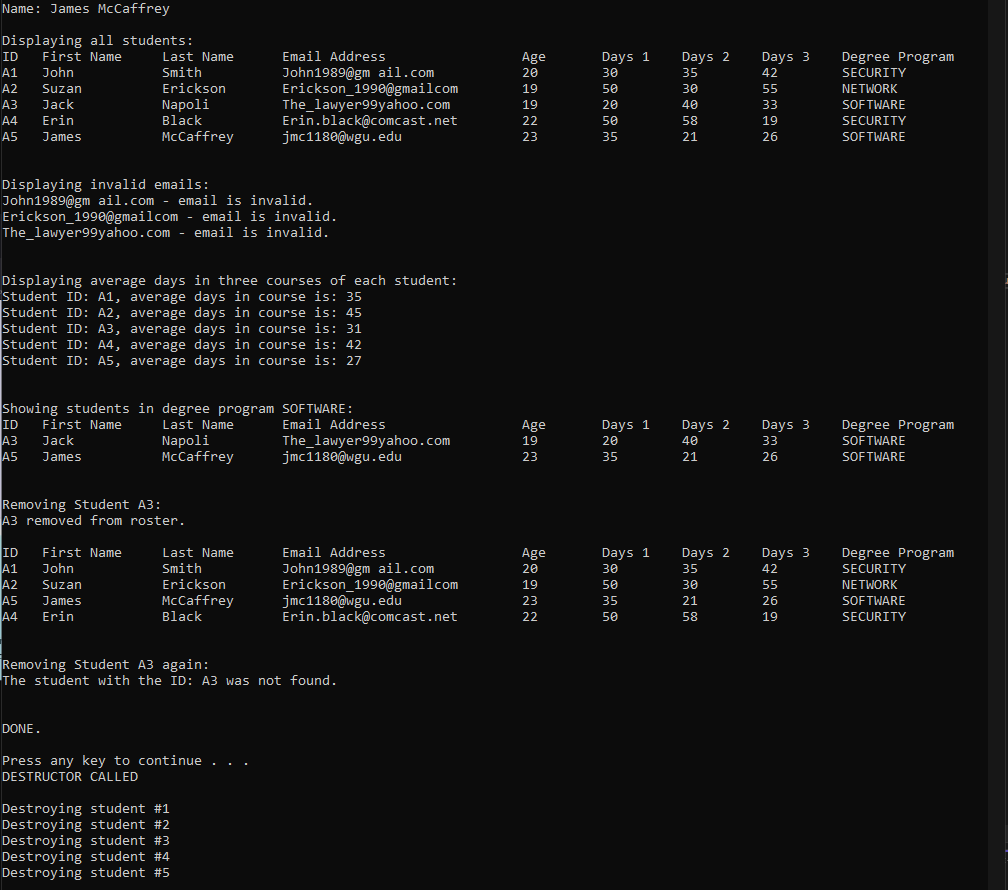 Name: James McCaffrey
Displaying all students:
ID First Name Last Name Email Address Age Days 1 Days 2 Days 3 Degree Program
A1 John Smith John1989@gm ail.com 20 30 35 42 SECURITY
A2 Suzan Erickson Erickson_1990@gmailcom 19 50 30 55 NETWORK
A3 Jack Napoli The_lawyer99yahoo.com 19 20 40 33 SOFTWARE
A4 Erin Black Erin.black@comcast.net 22 50 58 19 SECURITY
A5 James McCaffrey jmc1180@wgu.edu 23 35 21 26 SOFTWARE
Displaying invalid emails:
John1989@gm ail.com - email is invalid.
Erickson_1990@gmailcom - email is invalid.
The_lawyer99yahoo.com - email is invalid.
Displaying average days in three courses of each student:
Student ID: A1, average days in course is: 35
Student ID: A2, average days in course is: 45
Student ID: A3, average days in course is: 31
Student ID: A4, average days in course is: 42
Student ID: A5, average days in course is: 27
Showing students in degree program SOFTWARE:
ID First Name Last Name Email Address Age Days 1 Days 2 Days 3 Degree Program
A3 Jack Napoli The_lawyer99yahoo.com 19 20 40 33 SOFTWARE
A5 James McCaffrey jmc1180@wgu.edu 23 35 21 26 SOFTWARE
Removing Student A3:
A3 removed from roster.
ID First Name Last Name Email Address Age Days 1 Days 2 Days 3 Degree Program
A1 John Smith John1989@gm ail.com 20 30 35 42 SECURITY
A2 Suzan Erickson Erickson_1990@gmailcom 19 50 30 55 NETWORK
A5 James McCaffrey jmc1180@wgu.edu 23 35 21 26 SOFTWARE
A4 Erin Black Erin.black@comcast.net 22 50 58 19 SECURITY
Removing Student A3 again:
The student with the ID: A3 was not found.
DONE.
Press any key to continue . . .
DESTRUCTOR CALLED
Destroying student #1
Destroying student #2
Destroying student #3
Destroying student #4
Destroying student #5